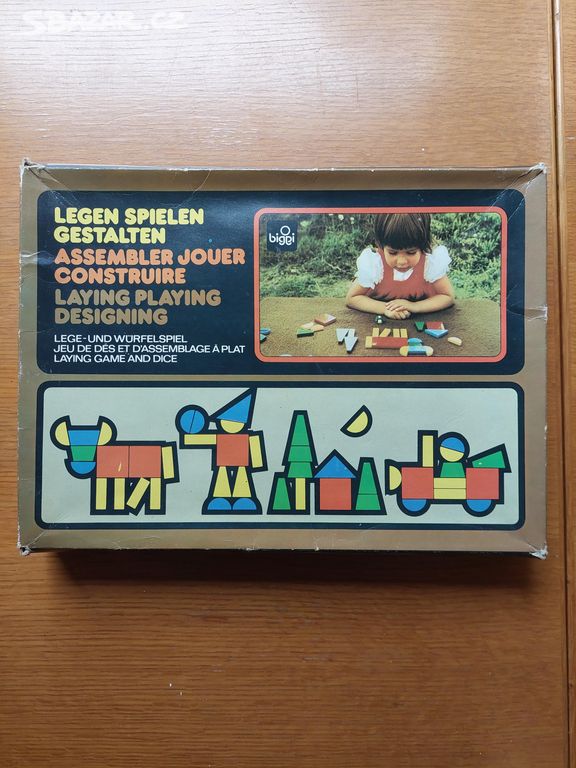 SBAZAR.CZ
LEGEN SPIELEN
GESTALTEN
ASSEMBLER JOUER
CONSTRUIRE
LAYING PLAYING
DESIGNING
LEGE-UND WÜRFELSPIEL
JEU DE DÉS ET D'ASSEMBLAGE À PLAT
LAYING GAME AND DICE
biggi